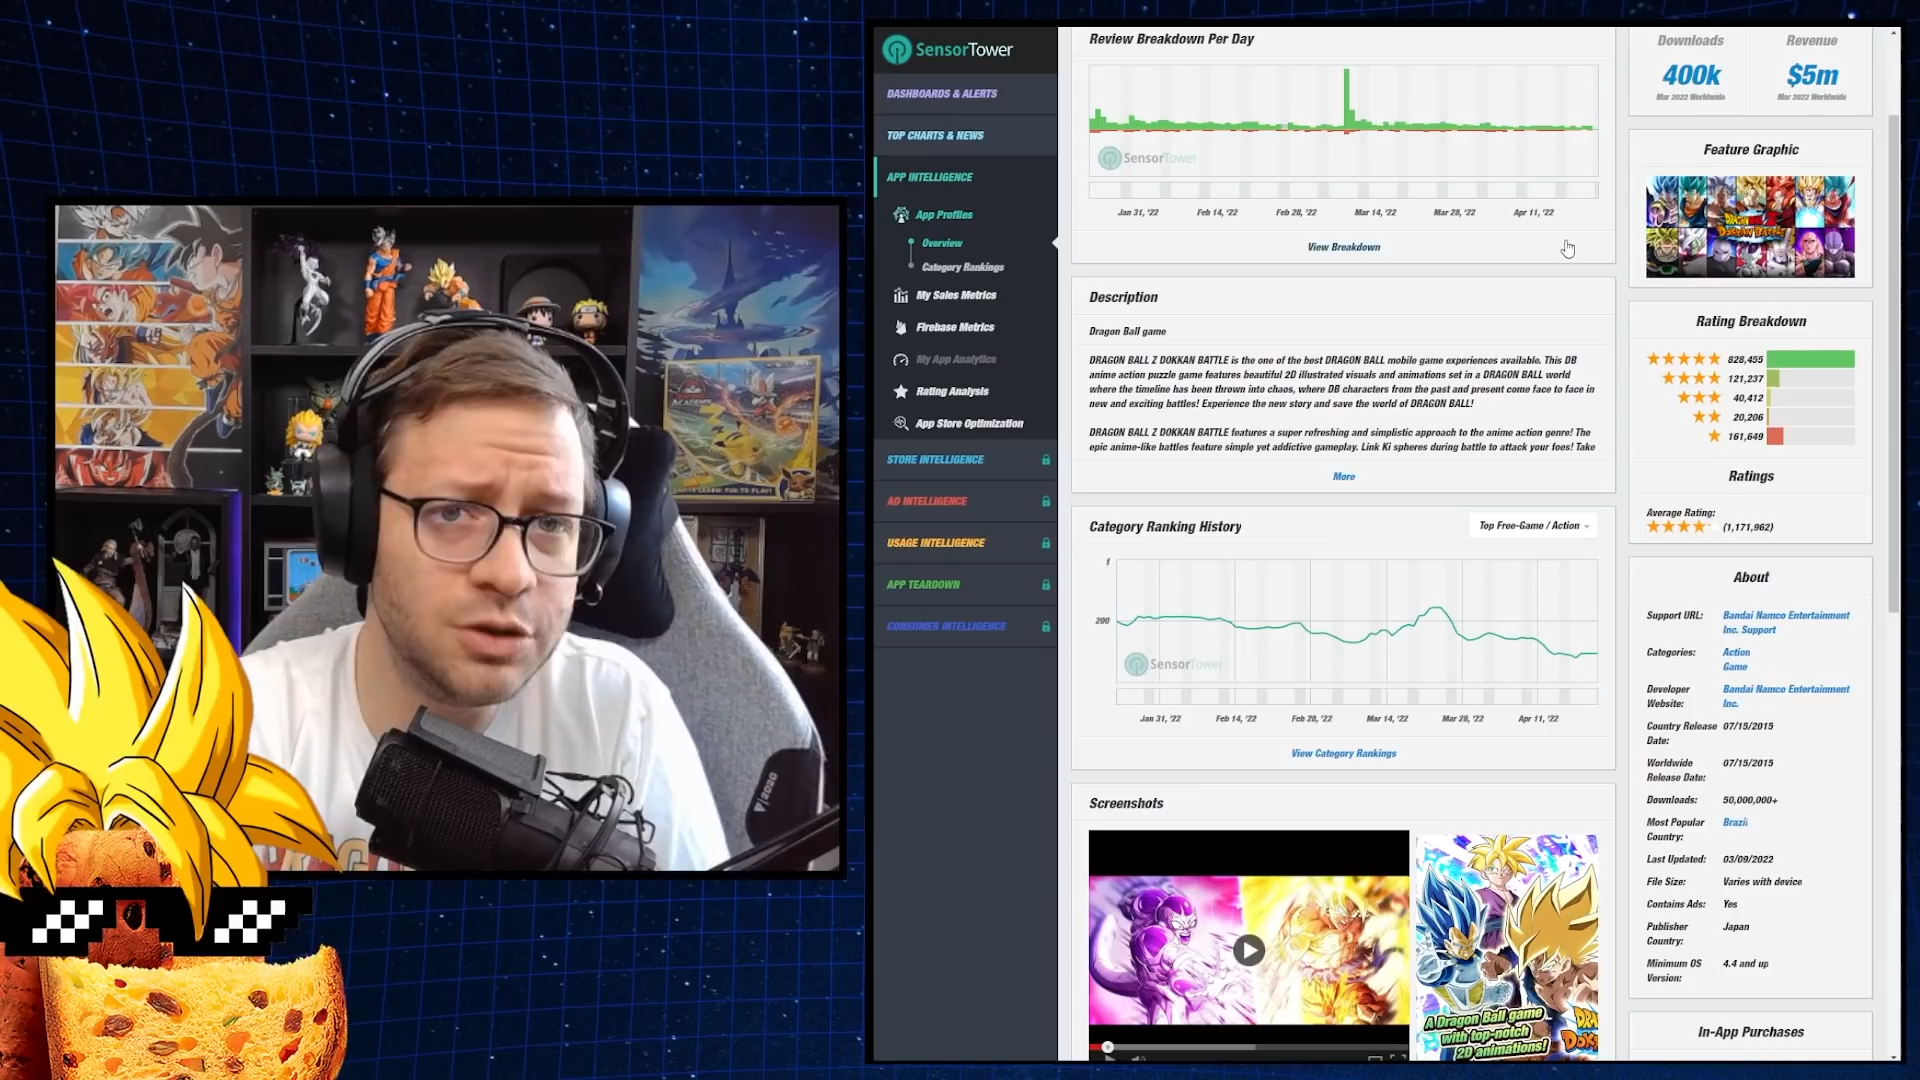 SensorTower
DASHBOARDS & ALERTS
TOP CHARTS & NEWS
APP INTELLIGENCE
App Profiles
Overview
Category Rankings
My Sales Metrics
Firebase Metrics
My App Analytics
Rating Analysis
App Store Optimization
STORE INTELLIGENCE
AD INTELLIGENCE
USAGE INTELLIGENCE
APP TEARDOWN
CONSUMER INTELLIGENCE
Review Breakdown Per Day
SensorTower
Jan 31, '22
Feb 14, '22
Feb 28, '22
Mar 14, '22
Mar 28, '22
Apr 11, '22
View Breakdown
Description
Dragon Ball game
DRAGON BALL Z DOKKAN BATTLE is the one of the best DRAGON BALL mobile game experiences available. This DB
anime action puzzle game features beautiful 2D illustrated visuals and animations set in a DRAGON BALL world
where the timeline has been thrown into chaos, where DB characters from the past and present come face to face in
new and exciting battles! Experience the new story and save the world of DRAGON BALL!
DRAGON BALL Z DOKKAN BATTLE features a super refreshing and simplistic approach to the anime action genre! The
epic anime-like battles feature simple yet addictive gameplay. Link Ki spheres during battle to attack your foes! Take
More
Category Ranking History
Top Free-Game / Action
1
200
SensorTower
Jan 31, '22
Feb 14, '22
Feb 28, '22
Mar 14, '22
Mar 28, '22
Apr 11, '22
View Category Rankings
Screenshots
A Dragon Ball game
with top-notch
2D animations!
Downloads
400k
Mar 2022 Worldwide
Revenue
$5m
Mar 2022 Worldwide
Feature Graphic
Rating Breakdown
828,455
121,237
40,412
20,206
161,649
Ratings
Average Rating:
(1,171,962)
About
Support URL: Bandai Namco Entertainment
Inc. Support
Categories: Action
Game
Developer Bandai Namco Entertainment
Website: Inc.
Country Release 07/15/2015
Date:
Worldwide 07/15/2015
Release Date:
Downloads: 50,000,000+
Most Popular Brazil
Country:
Last Updated: 03/09/2022
File Size: Varies with device
Contains Ads: Yes
Publisher Japan
Country:
Minimum OS 4.4 and up
Version:
In-App Purchases
ACADEMY
V|2020